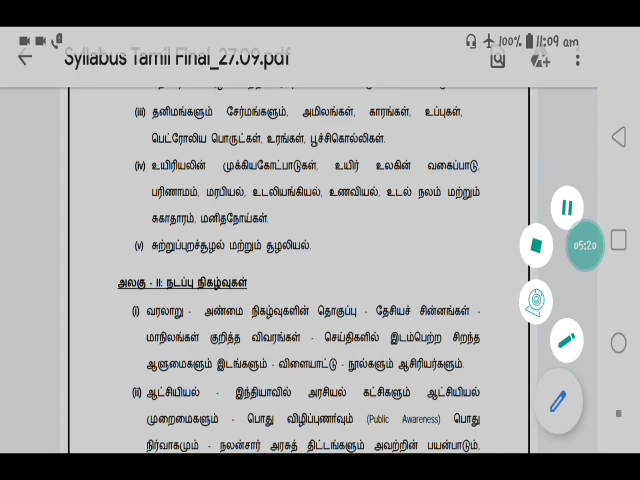 100% 11:09 am
Syllabus Tamil Final_27.09.pdf
(iii) தனிமங்களும் சேர்மங்களும், அமிலங்கள், காரங்கள், உப்புகள்,
பெட்ரோலிய பொருட்கள், உரங்கள், பூச்சிகொல்லிகள்.
(iv) உயிரியலின் முக்கியகோட்பாடுகள், உயிர் உலகின் வகைப்பாடு,
பரிணாமம், மரபியல், உடலியங்கியல், உணவியல், உடல் நலம் மற்றும்
சுகாதாரம், மனிதநோய்கள்.
(v) சுற்றுப்புறச்சூழல் மற்றும் சூழலியல்.
05:20
அலகு - II: நடப்பு நிகழ்வுகள்
(i) வரலாறு - அண்மை நிகழ்வுகளின் தொகுப்பு - தேசியச் சின்னங்கள் -
மாநிலங்கள் குறித்த விவரங்கள் - செய்திகளில் இடம்பெற்ற சிறந்த
ஆளுமைகளும் இடங்களும் - விளையாட்டு - நூல்களும் ஆசிரியர்களும்.
(ii) ஆட்சியியல் - இந்தியாவில் அரசியல் கட்சிகளும் ஆட்சியியல்
முறைமைகளும் - பொது விழிப்புணர்வும் (Public Awareness) பொது
நிர்வாகமும் - நலன்சார் அரசுத் திட்டங்களும் அவற்றின் பயன்பாடும்,